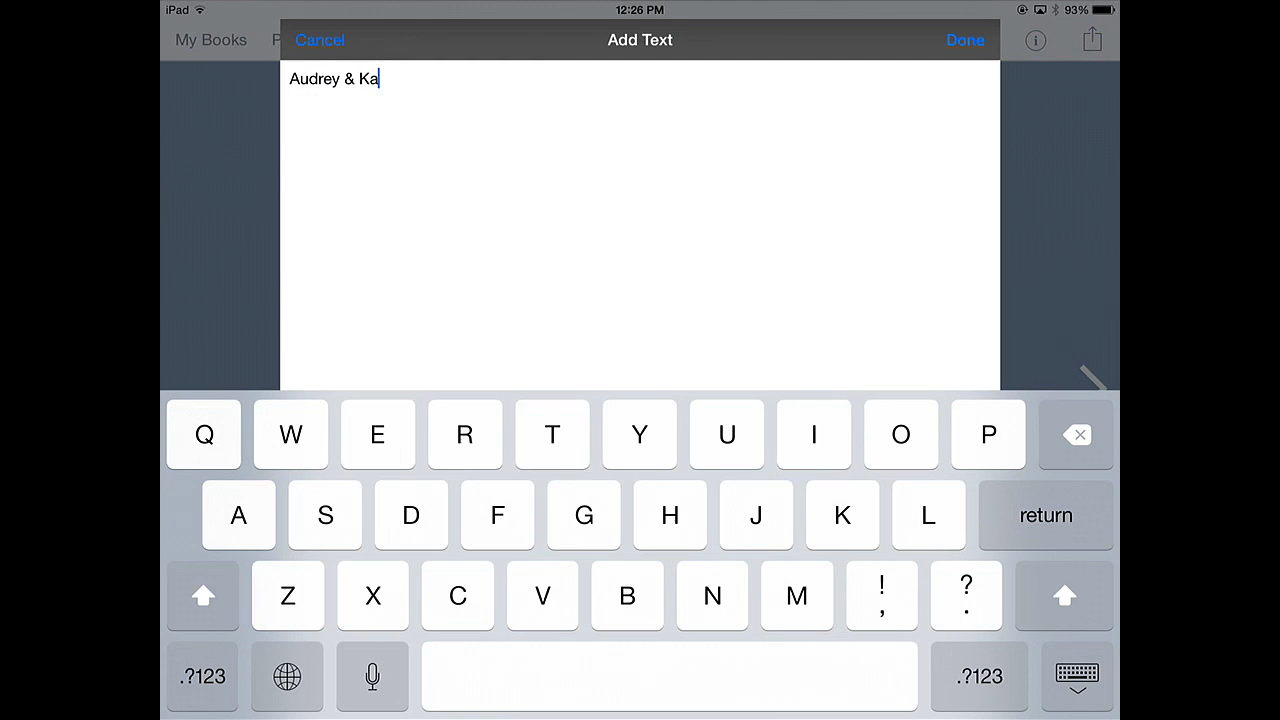 iPad 12:26 PM 93%
My Books P Cancel Add Text Done i
Audrey & Ka
Q W E R T Y U I O P
A S D F G H J K L return
Z X C V B N M ! , ? .
.?123 .?123